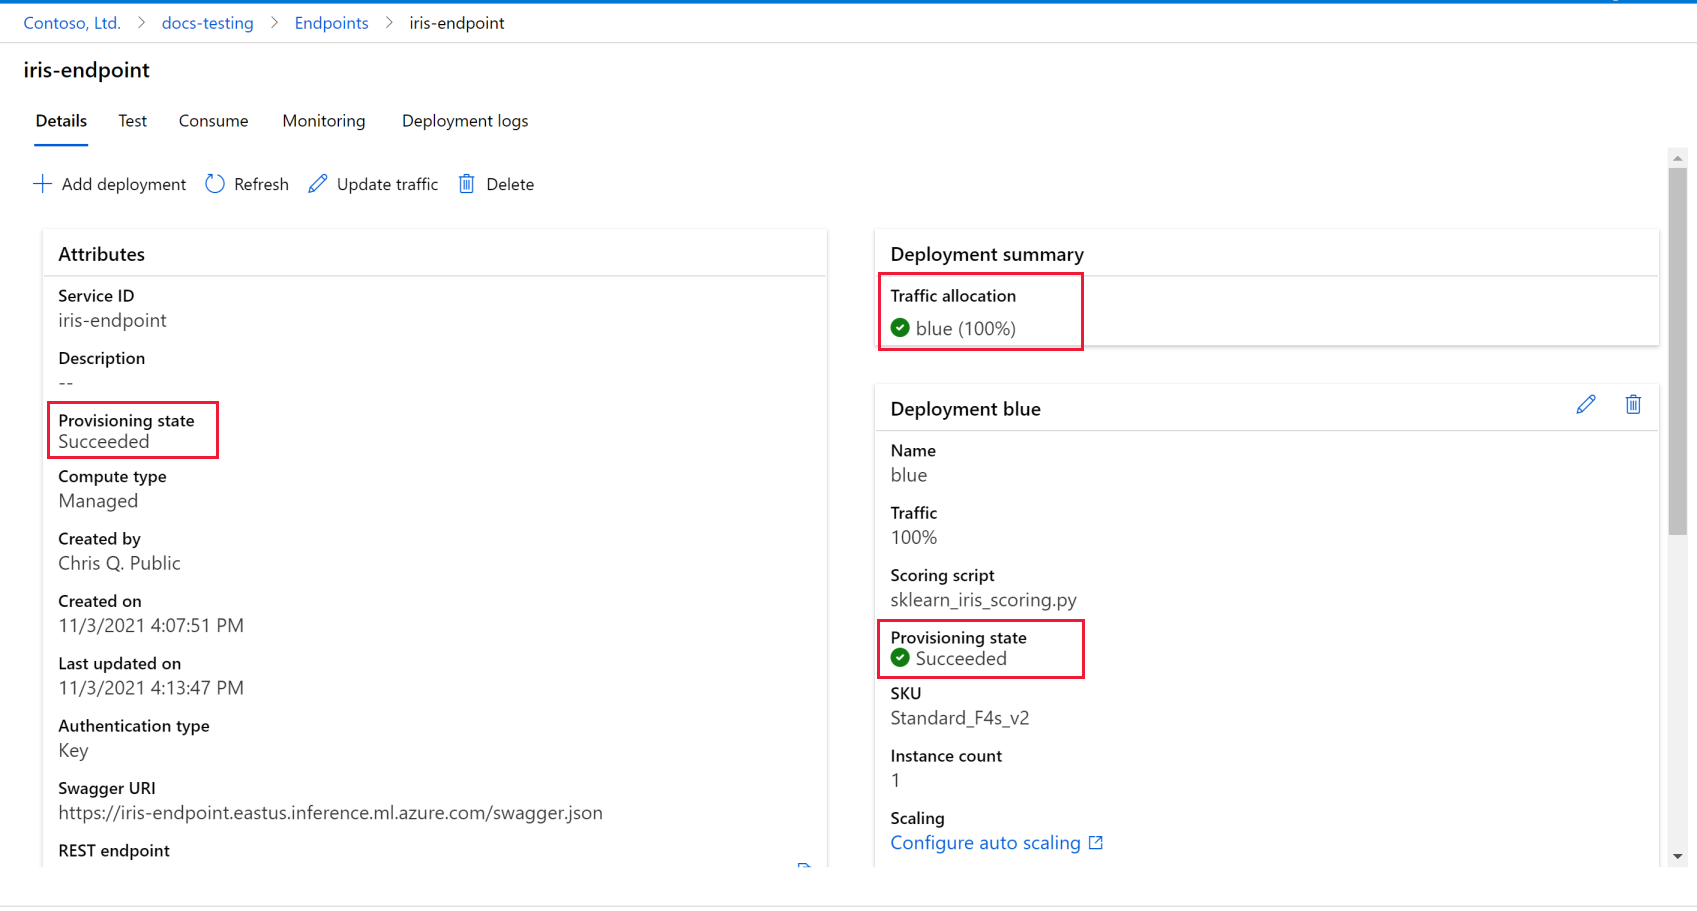 Contoso, Ltd. > docs-testing > Endpoints > iris-endpoint
iris-endpoint
Details Test Consume Monitoring Deployment logs
Add deployment Refresh Update traffic Delete
Attributes
Service ID
iris-endpoint
Description
--
Provisioning state
Succeeded
Compute type
Managed
Created by
Chris Q. Public
Created on
11/3/2021 4:07:51 PM
Last updated on
11/3/2021 4:13:47 PM
Authentication type
Key
Swagger URI
https://iris-endpoint.eastus.inference.ml.azure.com/swagger.json
REST endpoint
Deployment summary
Traffic allocation
blue (100%)
Deployment blue
Name
blue
Traffic
100%
Scoring script
sklearn_iris_scoring.py
Provisioning state
Succeeded
SKU
Standard_F4s_v2
Instance count
1
Scaling
Configure auto scaling